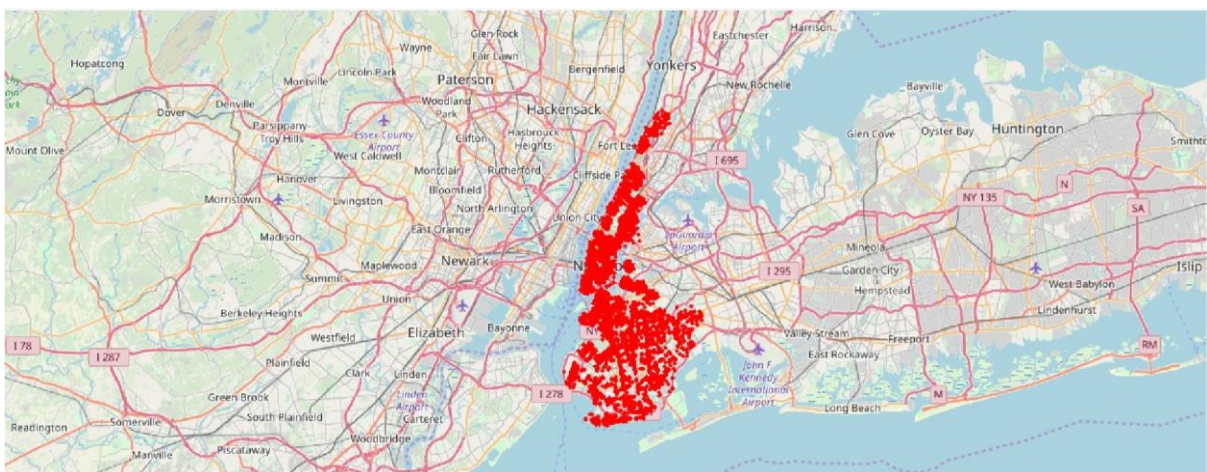 Harrison
Glen Rock
Eastchester
Fair Lawn
Wayne
Hopatcong
Lincoln Park
Bergenfield
Yonkers
Montville
Paterson
New Rochelle
Bayville
Denville
Woodland
Park
Hackensack
Dover
Parsippany-
Troy Hills
Essex County
Airport
Clifton
Hasbrouck
Heights
Fort Lee
Glen Cove
Oyster Bay
Huntington
Mount Olive
West Caldwell
I 695
Montclair
Rutherford
Cliffside
Hanover
Bloomfield
N
Morristown
Livingston
North Arlington
Union City
NY 135
SA
East Orange
LaGuardia
Airport
Madison
Mineola
Newark
N
Summit
Maplewood
I 295
Garden City
Islip
Union
Hempstead
West Babylon
Berkeley Heights
Lindenhurst
Elizabeth
Bayonne
Westfield
Valley Stream
Freeport
I 78
I 287
East Rockaway
RM
Plainfield
Clark
Linden
John F
Kennedy
International
Airport
I 278
M
Green Brook
Linden
Airport
Long Beach
South Plainfield
Carteret
Readington
Somerville
Woodbridge
Piscataway
Manville